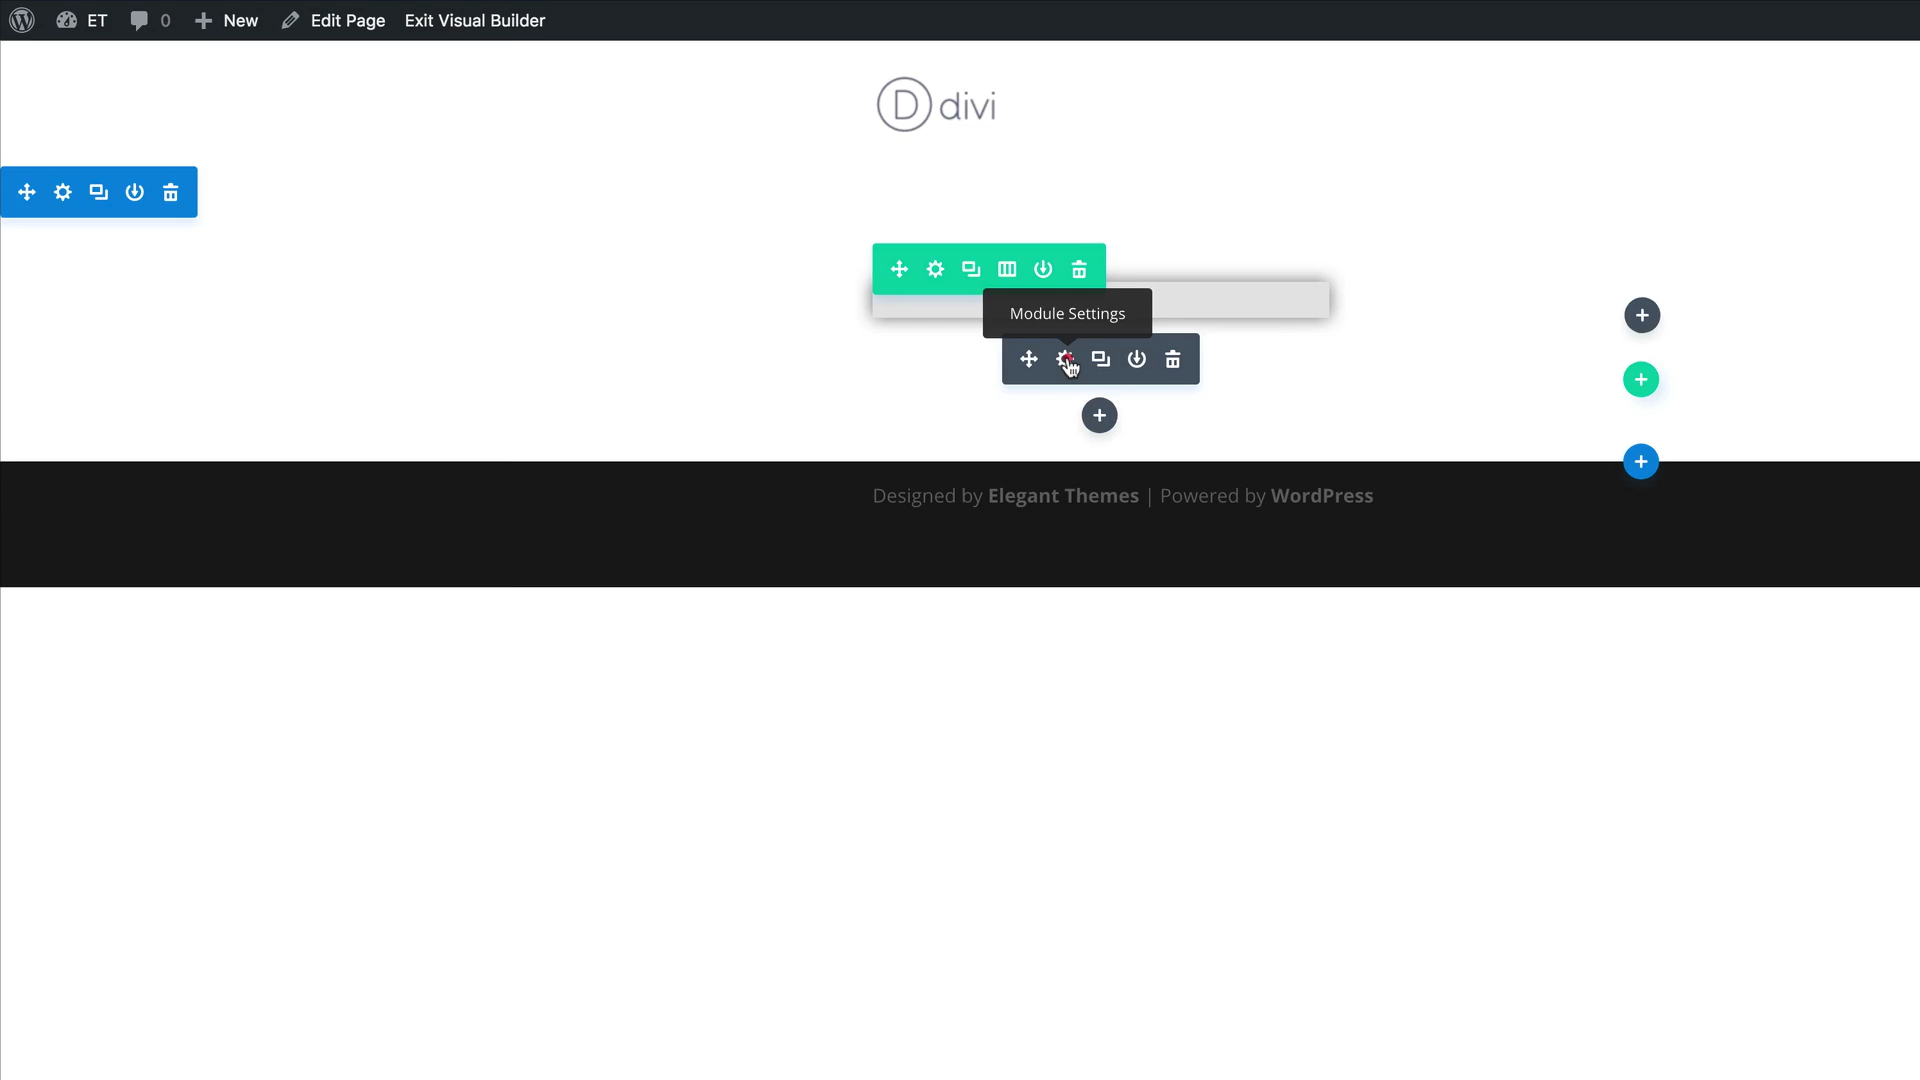 ET 0 New Edit Page Exit Visual Builder
D divi
Module Settings
Designed by Elegant Themes | Powered by WordPress